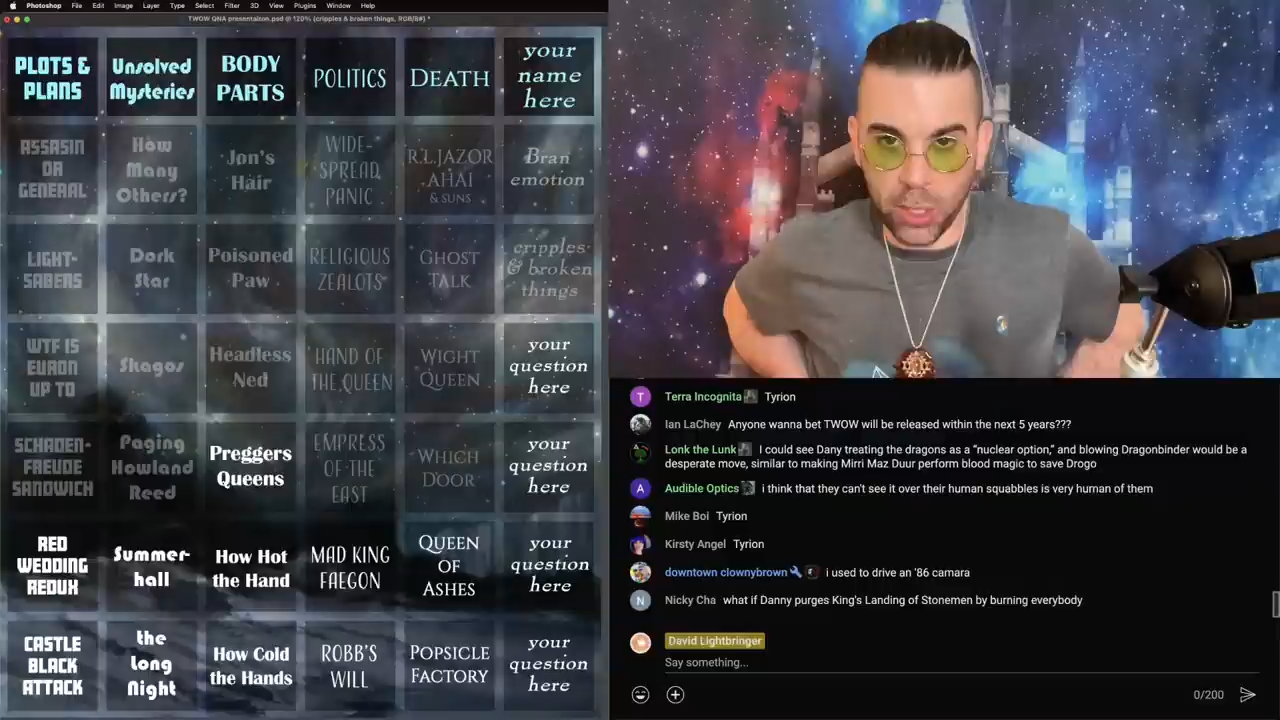 Photoshop File Edit Image Layer Type Select Filter 3D View Plugins Window Help
TWOW QNA presentaiton.psd @ 120% (cripples & broken things, RGB/8#) *
PLOTS &
PLANS
Unsolved
Mysteries
BODY
PARTS
POLITICS
DEATH
your
name
here
ASSASIN
OR
GENERAL
How
Many
Others?
Jon's
Hair
WIDE-
SPREAD
PANIC
R.L.JAZOR
AHAI
& SUNS
Bran
emotion
LIGHT-
SABERS
Dark
Star
Poisoned
Paw
RELIGIOUS
ZEALOTS
GHOST
TALK
cripples
& broken
things
WTF IS
EURON
UP TO
Skagos
Headless
Ned
HAND OF
THE QUEEN
WIGHT
QUEEN
your
question
here
SCHADEN-
FREUDE
SANDWICH
Paging
Howland
Reed
Preggers
Queens
EMPRESS
OF THE
EAST
WHICH
DOOR
your
question
here
RED
WEDDING
REDUX
Summer-
hall
How Hot
the Hand
MAD KING
FAEGON
QUEEN
OF
ASHES
your
question
here
CASTLE
BLACK
ATTACK
the
Long
Night
How Cold
the Hands
ROBB'S
WILL
POPSICLE
FACTORY
your
question
here
T Terra Incognita Tyrion
Ian LaChey Anyone wanna bet TWOW will be released within the next 5 years???
Lonk the Lunk I could see Dany treating the dragons as a “nuclear option,” and blowing Dragonbinder would be a
desperate move, similar to making Mirri Maz Duur perform blood magic to save Drogo
A Audible Optics i think that they can't see it over their human squabbles is very human of them
Mike Boi Tyrion
Kirsty Angel Tyrion
downtown clownybrown i used to drive an '86 camara
N Nicky Cha what if Danny purges King's Landing of Stonemen by burning everybody
David Lightbringer
Say something...
0/200